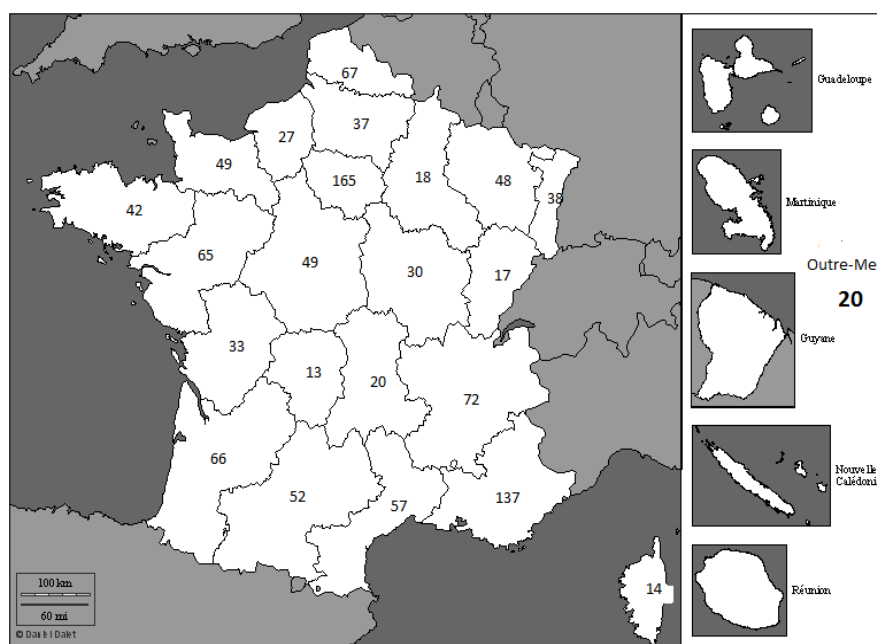 67
27
37
49
165
18
48
38
42
65
49
30
17
33
13
20
72
66
52
57
137
14
100 km
60 mi
© Daniel Dalet
Guadeloupe
Martinique
Outre-Me
20
Guyane
Nouvelle
Calédoni
Réunion